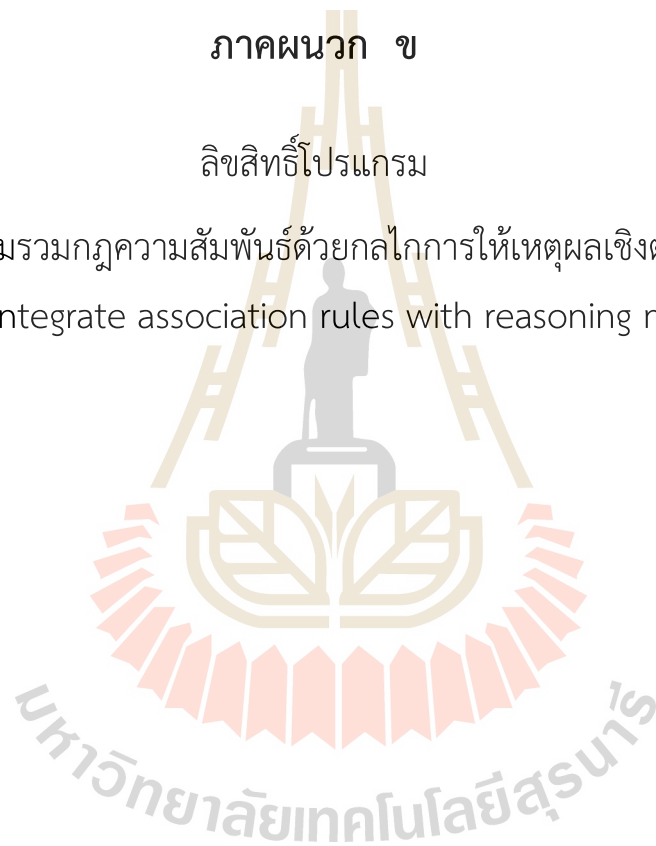 ภาคผนวก ข
ลิขสิทธิ์โปรแกรม
รวมกฎความสัมพันธ์ด้วยกลไกการให้เหตุผลเชิง
ntegrate association rules with reasoning
มหาวิทยาลัยเทคโนโลยีสุรนารี